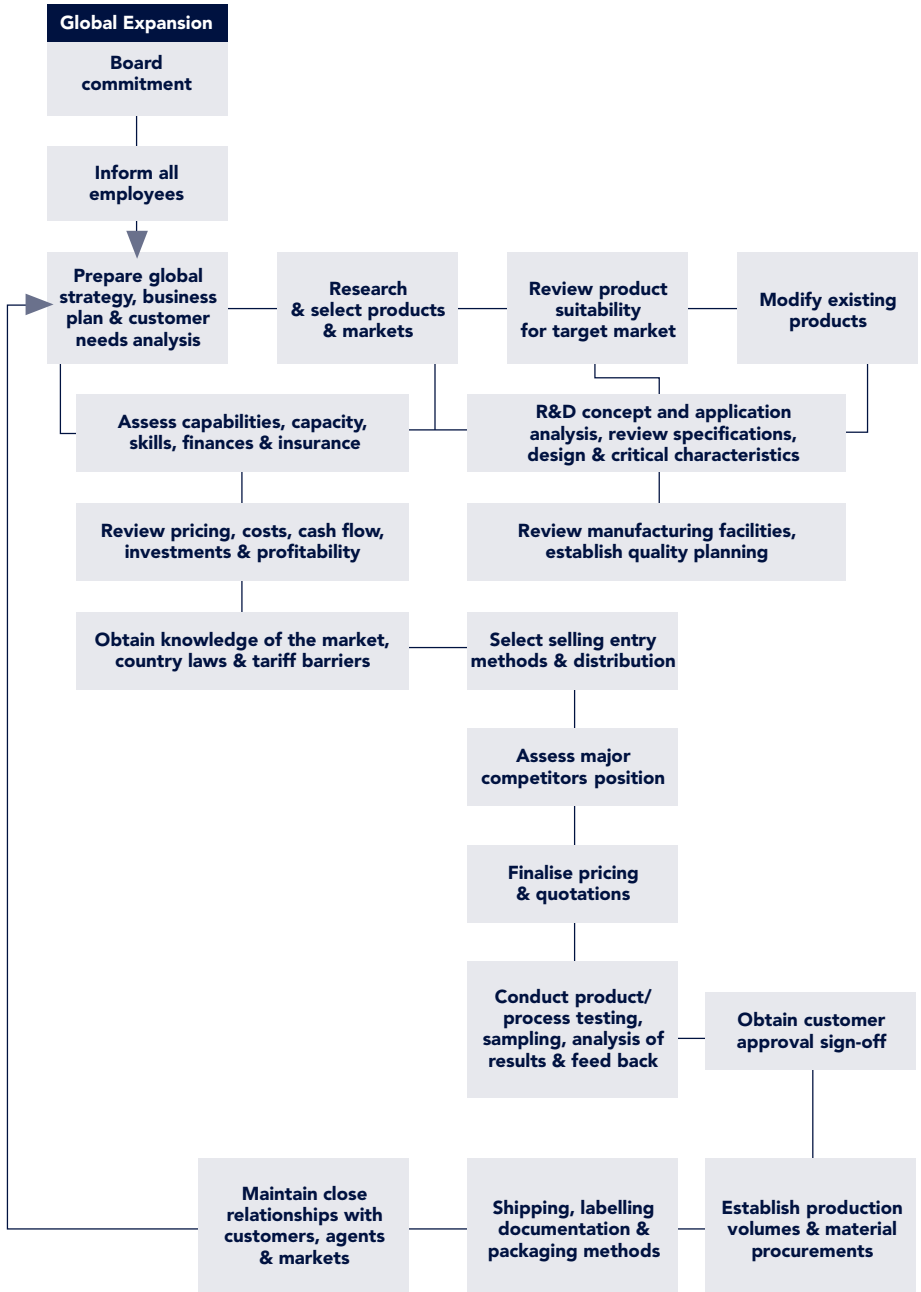 Global Expansion
Board
commitment
Inform all
employees
Prepare global
strategy, business
plan & customer
needs analysis
Research
& select products
& markets
Review product
suitability
for target market
Modify existing
products
Assess capabilities, capacity,
skills, finances & insurance
R&D concept and application
analysis, review specifications,
design & critical characteristics
Review pricing, costs, cash flow,
investments & profitability
Review manufacturing facilities,
establish quality planning
Obtain knowledge of the market,
country laws & tariff barriers
Select selling entry
methods & distribution
Assess major
competitors position
Finalise pricing
& quotations
Conduct product/
process testing,
sampling, analysis of
results & feed back
Obtain customer
approval sign-off
Maintain close
relationships with
customers, agents
& markets
Shipping, labelling
documentation &
packaging methods
Establish production
volumes & material
procurements